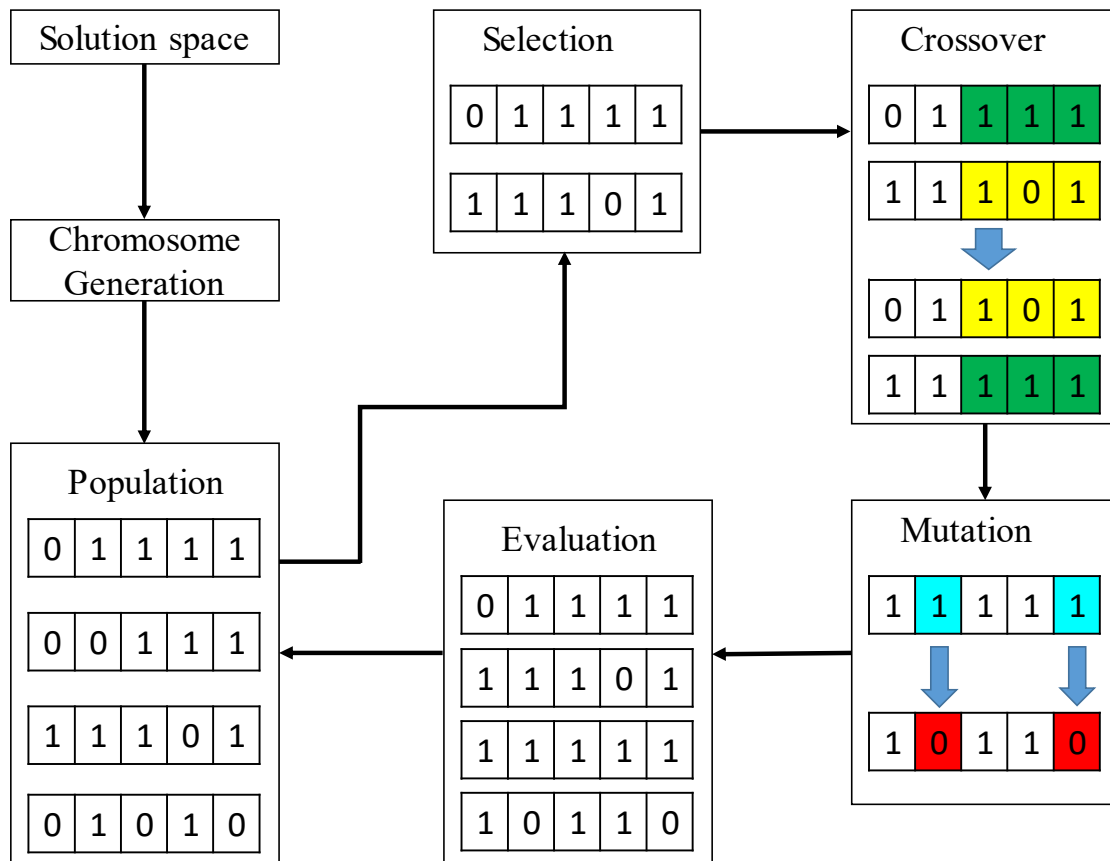 Solution space
Chromosome
Generation
Population
0 1 1 1 1
0 0 1 1 1
1 1 1 0 1
0 1 0 1 0
Selection
0 1 1 1 1
1 1 1 0 1
Crossover
0 1 1 1 1
1 1 1 0 1
0 1 1 0 1
1 1 1 1 1
Mutation
1 1 1 1 1
1 0 1 1 0
Evaluation
0 1 1 1 1
1 1 1 0 1
1 1 1 1 1
1 0 1 1 0